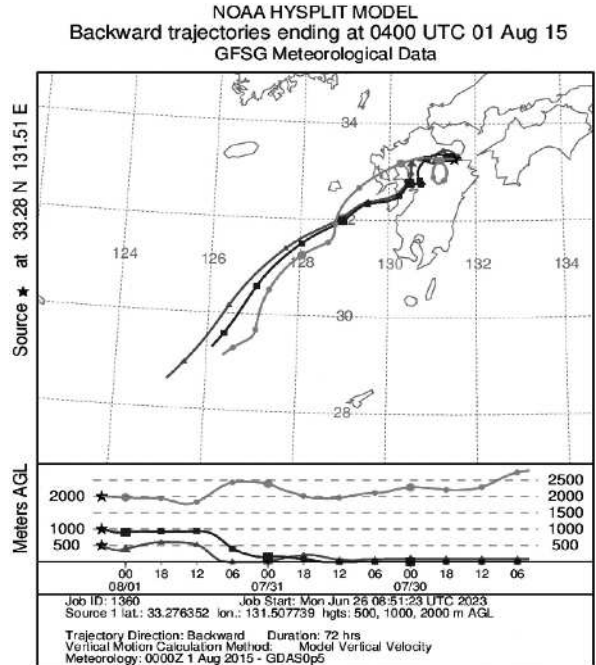 NOAA HYSPLIT MODEL
Backward trajectories ending at 0400 UTC 01 Aug 15
GFSG Meteorological Data
Source ★ at 33.28 N 131.51 E
34
32
124 126 128 130 132 134
30
28
Meters AGL
2500
2000 2000
1500
1000 1000
500 500
00 18 12 06 00 18 12 06 00 18 12 06
08/01 07/31 07/30
Job ID: 1360 Job Start: Mon Jun 26 08:51:23 UTC 2023
Source 1 lat.: 33.276352 lon.: 131.507739 hgts: 500, 1000, 2000 m AGL
Trajectory Direction: Backward Duration: 72 hrs
Vertical Motion Calculation Method: Model Vertical Velocity
Meteorology: 0000Z 1 Aug 2015 - GDAS0p5